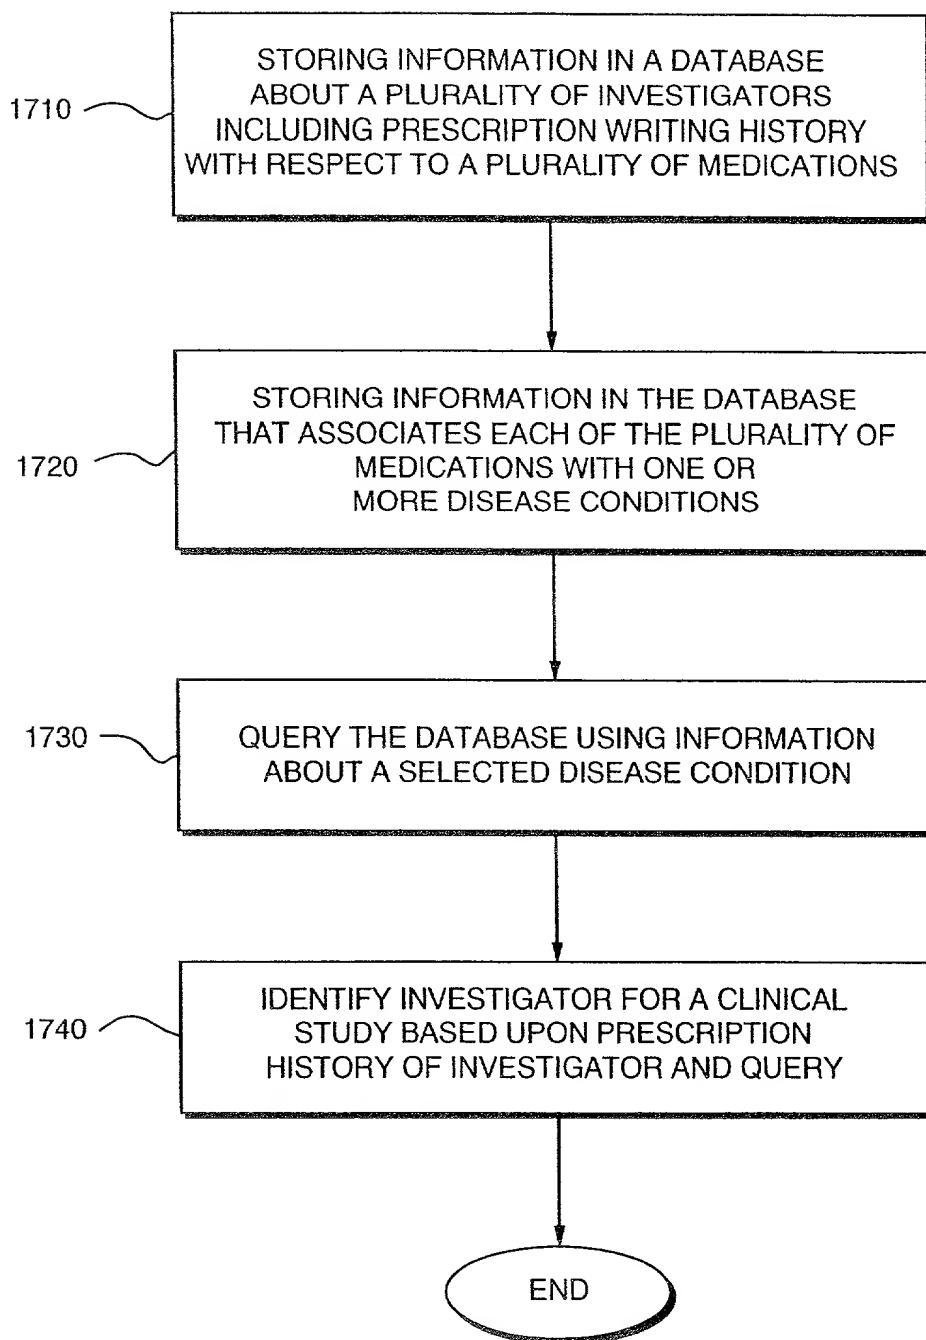 1710
STORING INFORMATION IN A DATABASE
ABOUT A PLURALITY OF INVESTIGATORS
INCLUDING PRESCRIPTION WRITING HISTORY
WITH RESPECT TO A PLURALITY OF MEDICATIONS
1720
STORING INFORMATION IN THE DATABASE
THAT ASSOCIATES EACH OF THE PLURALITY OF
MEDICATIONS WITH ONE OR
MORE DISEASE CONDITIONS
1730
QUERY THE DATABASE USING INFORMATION
ABOUT A SELECTED DISEASE CONDITION
1740
IDENTIFY INVESTIGATOR FOR A CLINICAL
STUDY BASED UPON PRESCRIPTION
HISTORY OF INVESTIGATOR AND QUERY
END